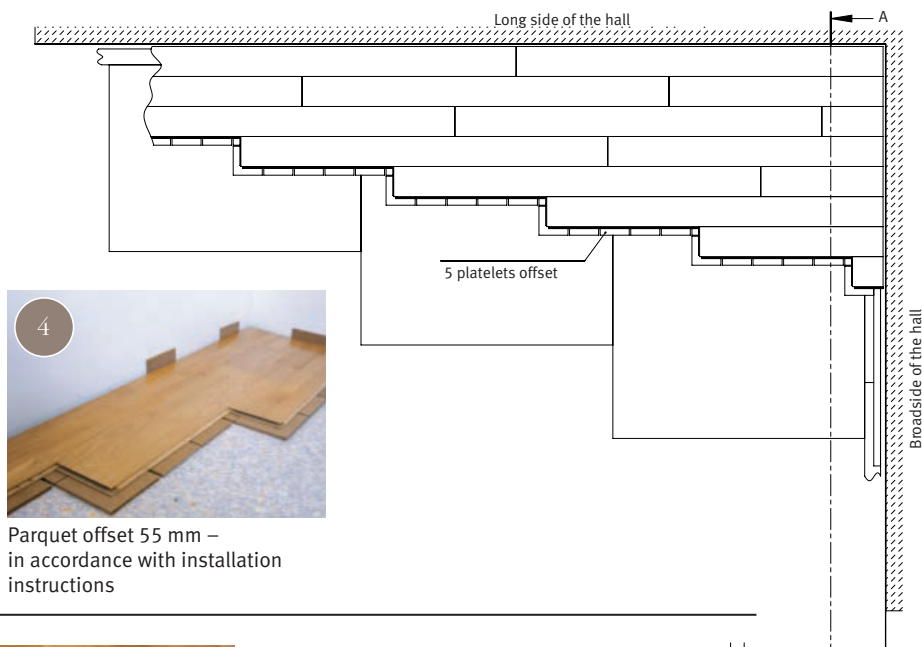 Long side of the hall
A
5 platelets offset
Broadside of the hall
4
Parquet offset 55 mm –
in accordance with installation
instructions